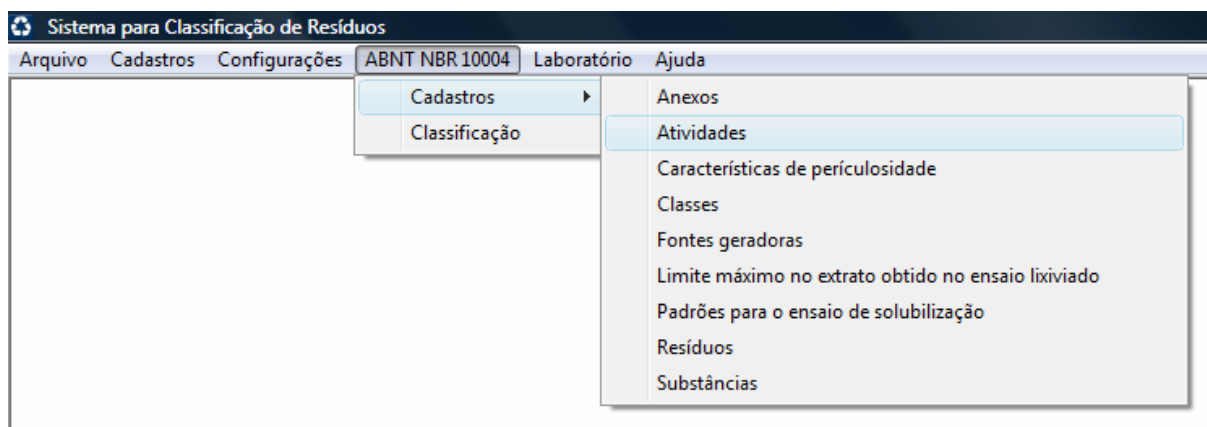 Sistema para Classificação de Resíduos
Arquivo Cadastros Configurações ABNT NBR 10004 Laboratório Ajuda
Cadastros
Classificação
Anexos
Atividades
Características de perículosidade
Classes
Fontes geradoras
Limite máximo no extrato obtido no ensaio lixiviado
Padrões para o ensaio de solubilização
Resíduos
Substâncias